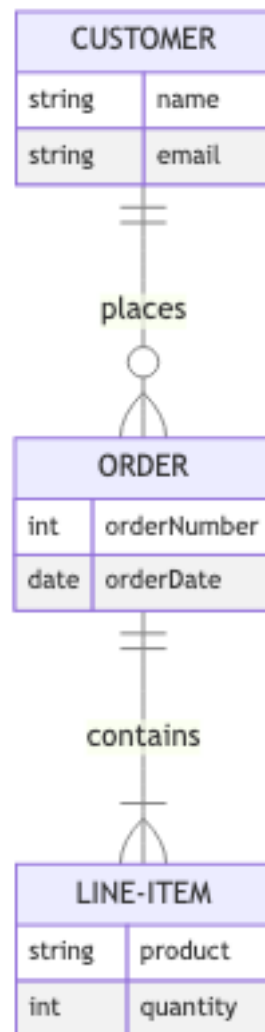 CUSTOMER
string name
string email
places
ORDER
int orderNumber
date orderDate
contains
LINE-ITEM
string product
int quantity